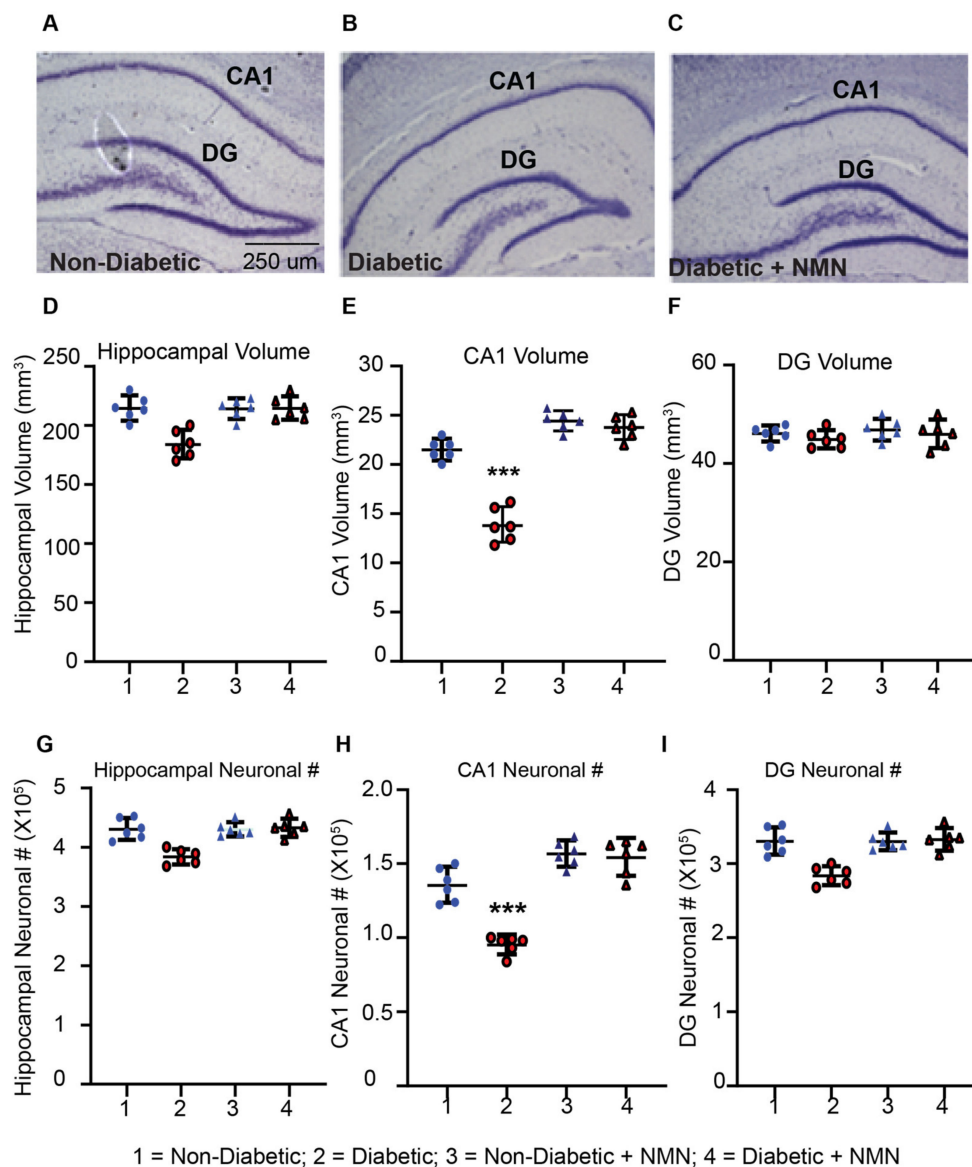 A
B
C
CA1
DG
Non-Diabetic
250 um
CA1
DG
Diabetic
CA1
DG
Diabetic + NMN
D
Hippocampal Volume
Hippocampal Volume (mm³)
250
200
150
100
50
0
1 2 3 4
E
CA1 Volume
CA1 Volume (mm³)
30
25
20
15
10
5
0
***
1 2 3 4
F
DG Volume
DG Volume (mm³)
60
40
20
0
1 2 3 4
G
Hippocampal Neuronal #
Hippocampal Neuronal # (X10⁵)
5
4
3
2
1
0
1 2 3 4
H
CA1 Neuronal #
CA1 Neuronal # (X10⁵)
2.0
1.5
1.0
0.5
0
***
1 2 3 4
I
DG Neuronal #
DG Neuronal # (X10⁵)
4
3
2
1
0
1 2 3 4
1 = Non-Diabetic; 2 = Diabetic; 3 = Non-Diabetic + NMN; 4 = Diabetic + NMN